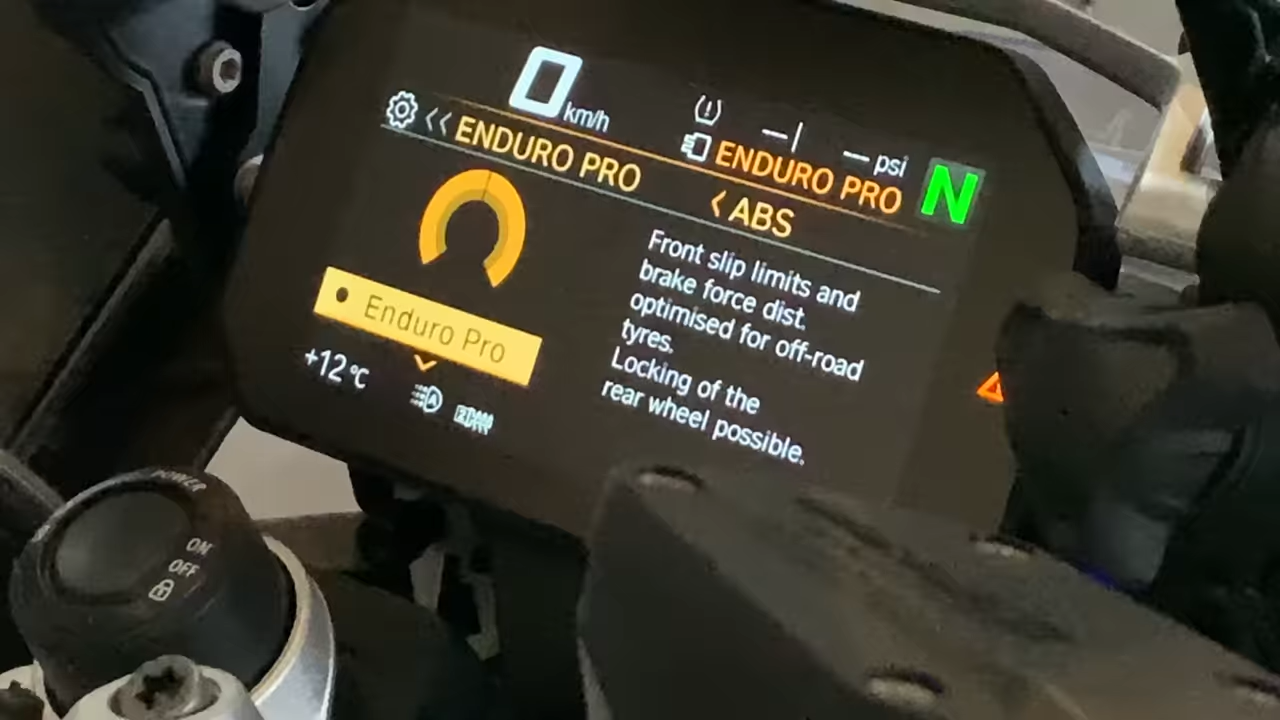 0 km/h
— | — psi
ENDURO PRO
N
<< ENDURO PRO
< ABS
Front slip limits and
brake force dist.
optimised for off-road
tyres.
Locking of the
rear wheel possible.
Enduro Pro
+12°C
A
POWER
ON
OFF